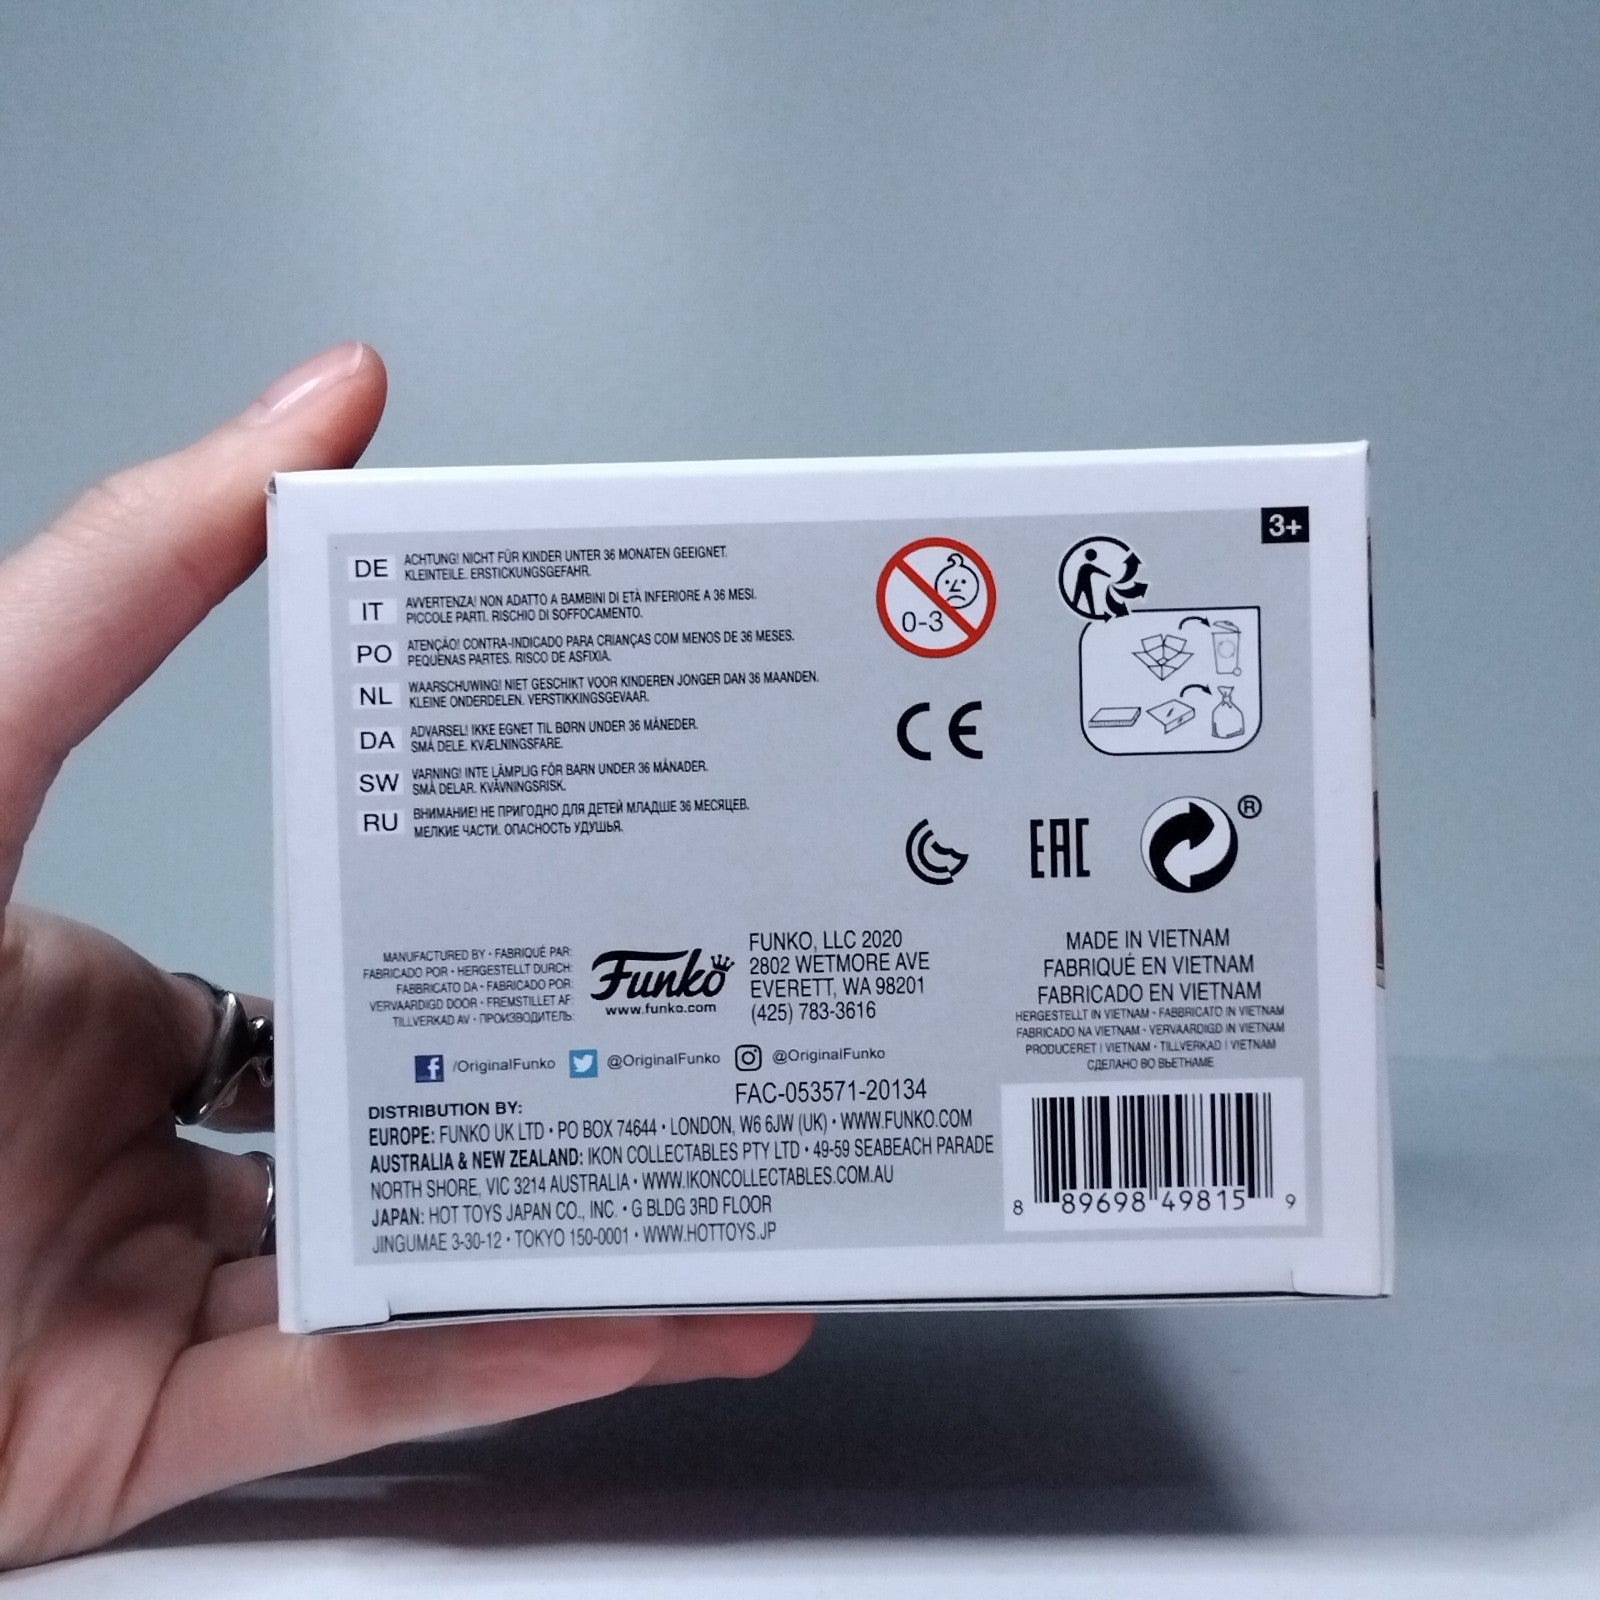 3+
DE ACHTUNG! NICHT FÜR KINDER UNTER 36 MONATEN GEEIGNET.
KLEINTEILE. ERSTICKUNGSGEFAHR.
IT AVVERTENZA! NON ADATTO A BAMBINI DI ETÀ INFERIORE A 36 MESI.
PICCOLE PARTI. RISCHIO DI SOFFOCAMENTO.
PO ATENÇÃO! CONTRA-INDICADO PARA CRIANÇAS COM MENOS DE 36 MESES.
PEQUENAS PARTES. RISCO DE ASFIXIA.
NL WAARSCHUWING! NIET GESCHIKT VOOR KINDEREN JONGER DAN 36 MAANDEN.
KLEINE ONDERDELEN. VERSTIKKINGSGEVAAR.
DA ADVARSEL! IKKE EGNET TIL BØRN UNDER 36 MÅNEDER.
SMÅ DELE. KVÆLNINGSFARE.
SW VARNING! INTE LÄMPLIG FÖR BARN UNDER 36 MÅNADER.
SMÅ DELAR. KVÄVNINGSRISK.
RU ВНИМАНИЕ! НЕ ПРИГОДНО ДЛЯ ДЕТЕЙ МЛАДШЕ 36 МЕСЯЦЕВ.
МЕЛКИЕ ЧАСТИ. ОПАСНОСТЬ УДУШЬЯ.
0-3
CE
EAC
®
MANUFACTURED BY • FABRIQUÉ PAR:
FABRICADO POR • HERGESTELLT DURCH:
FABBRICATO DA • FABRICADO POR:
VERVAARDIGD DOOR • FREMSTILLET AF:
TILLVERKAD AV • ПРОИЗВОДИТЕЛЬ:
Funko
www.funko.com
FUNKO, LLC 2020
2802 WETMORE AVE
EVERETT, WA 98201
(425) 783-3616
MADE IN VIETNAM
FABRIQUÉ EN VIETNAM
FABRICADO EN VIETNAM
HERGESTELLT IN VIETNAM • FABBRICATO IN VIETNAM
FABRICADO NA VIETNAM • VERVAARDIGD IN VIETNAM
PRODUCERET I VIETNAM • TILLVERKAD I VIETNAM
СДЕЛАНО ВО ВЬЕТНАМЕ
/OriginalFunko @OriginalFunko @OriginalFunko
FAC-053571-20134
DISTRIBUTION BY:
EUROPE: FUNKO UK LTD • PO BOX 74644 • LONDON, W6 6JW (UK) • WWW.FUNKO.COM
AUSTRALIA & NEW ZEALAND: IKON COLLECTABLES PTY LTD • 49-59 SEABEACH PARADE
NORTH SHORE, VIC 3214 AUSTRALIA • WWW.IKONCOLLECTABLES.COM.AU
JAPAN: HOT TOYS JAPAN CO., INC. • G BLDG 3RD FLOOR
JINGUMAE 3-30-12 • TOKYO 150-0001 • WWW.HOTTOYS.JP
8 89698 49815 9